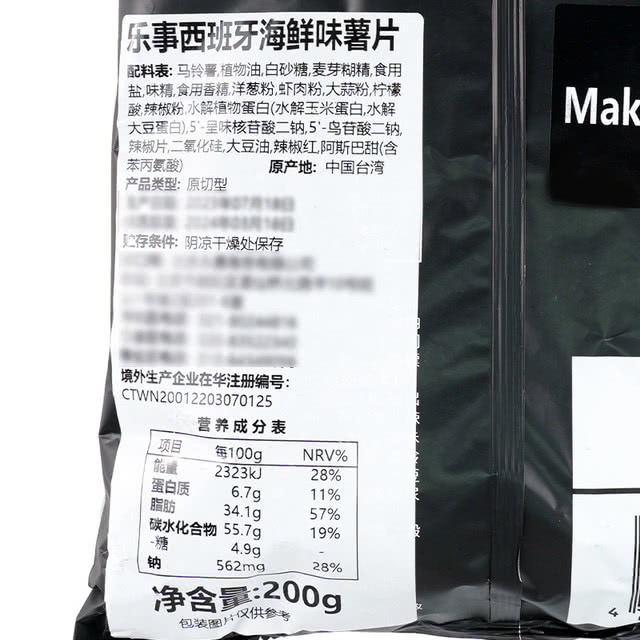 乐事西班牙海鲜味薯片
配料表: 马铃薯,植物油,白砂糖,麦芽糊精,食用
盐,味精,食用香精,洋葱粉,虾肉粉,大蒜粉,柠檬
酸,辣椒粉,水解植物蛋白(水解玉米蛋白,水解
大豆蛋白),5'-呈味核苷酸二钠,5'-鸟苷酸二钠,
辣椒片,二氧化硅,大豆油,辣椒红,阿斯巴甜(含
苯丙氨酸) 原产地: 中国台湾
产品类型: 原切型
贮存条件: 阴凉干燥处保存
境外生产企业在华注册编号:
CTWN20012203070125
营养成分表
项目 每100g NRV%
能量 2323kJ 28%
蛋白质 6.7g 11%
脂肪 34.1g 57%
碳水化合物 55.7g 19%
-糖 4.9g -
钠 562mg 28%
净含量:200g
包装图片仅供参考
Mak